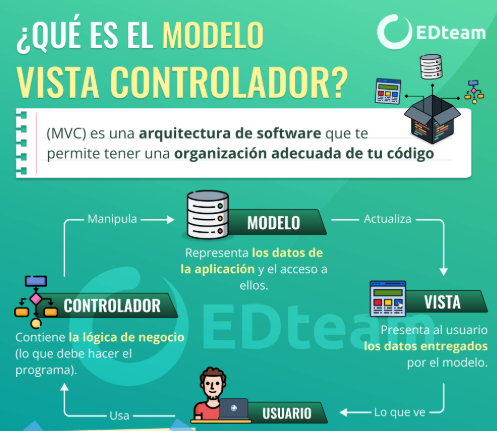 ¿QUÉ ES EL MODELO
VISTA CONTROLADOR?
EDteam
(MVC) es una arquitectura de software que te
permite tener una organización adecuada de tu código
Manipula
MODELO
Actualiza
Representa los datos de
la aplicación y el acceso a
ellos.
CONTROLADOR
VISTA
Contiene la lógica de negocio
(lo que debe hacer el
programa).
Presenta al usuario
los datos entregados
por el modelo.
EDteam
Usa
USUARIO
Lo que ve